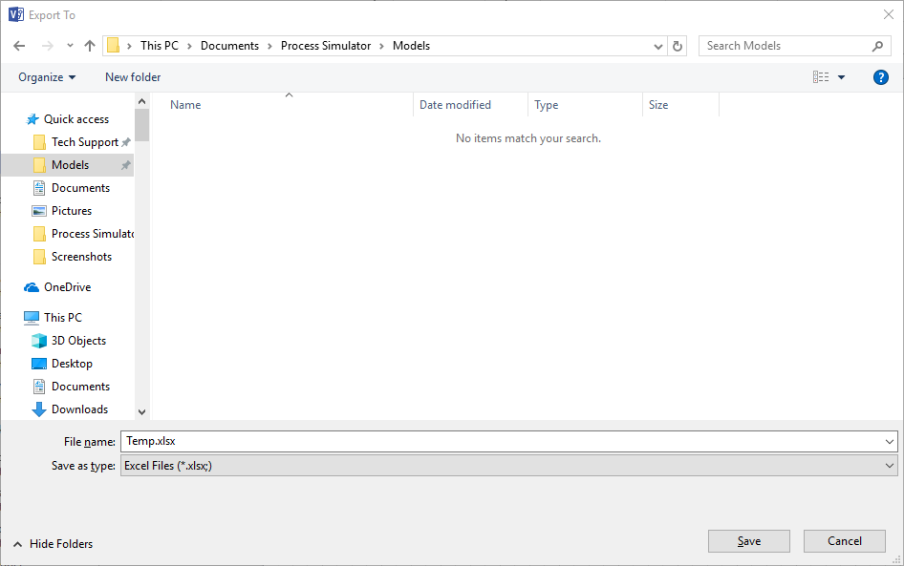 Export To
This PC > Documents > Process Simulator > Models
Search Models
Organize
New folder
?
Quick access
Tech Support
Models
Documents
Pictures
Process Simulato
Screenshots
OneDrive
This PC
3D Objects
Desktop
Documents
Downloads
Name
Date modified
Type
Size
No items match your search.
File name: Temp.xlsx
Save as type: Excel Files (*.xlsx;)
Hide Folders
Save
Cancel